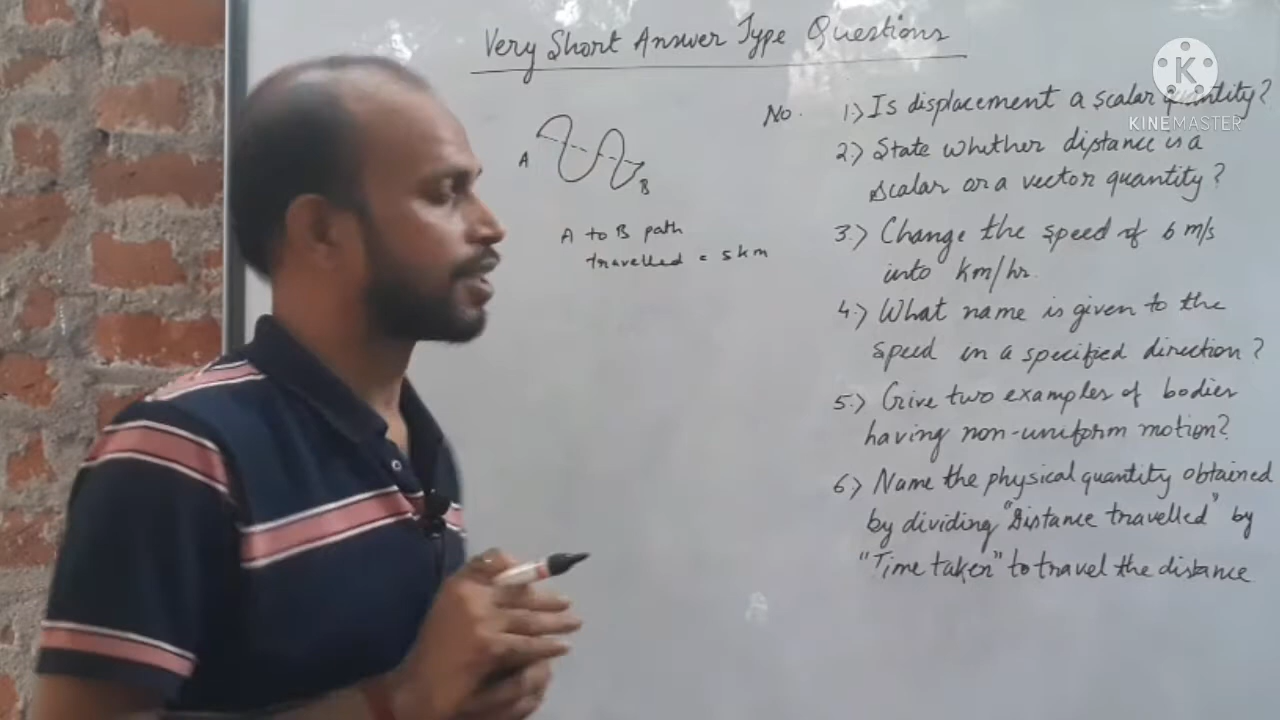 Very Short Answer Type Questions
A
B
A to B path
travelled = 5 km
No. 1.) Is displacement a scalar quantity?
2.) State whether distance is a
scalar or a vector quantity?
3.) Change the speed of 6 m/s
into km/hr.
4.) What name is given to the
speed in a specified direction?
5.) Give two examples of bodies
having non-uniform motion?
6.) Name the physical quantity obtained
by dividing "Distance travelled" by
"Time taken" to travel the distance
K
KINEMASTER